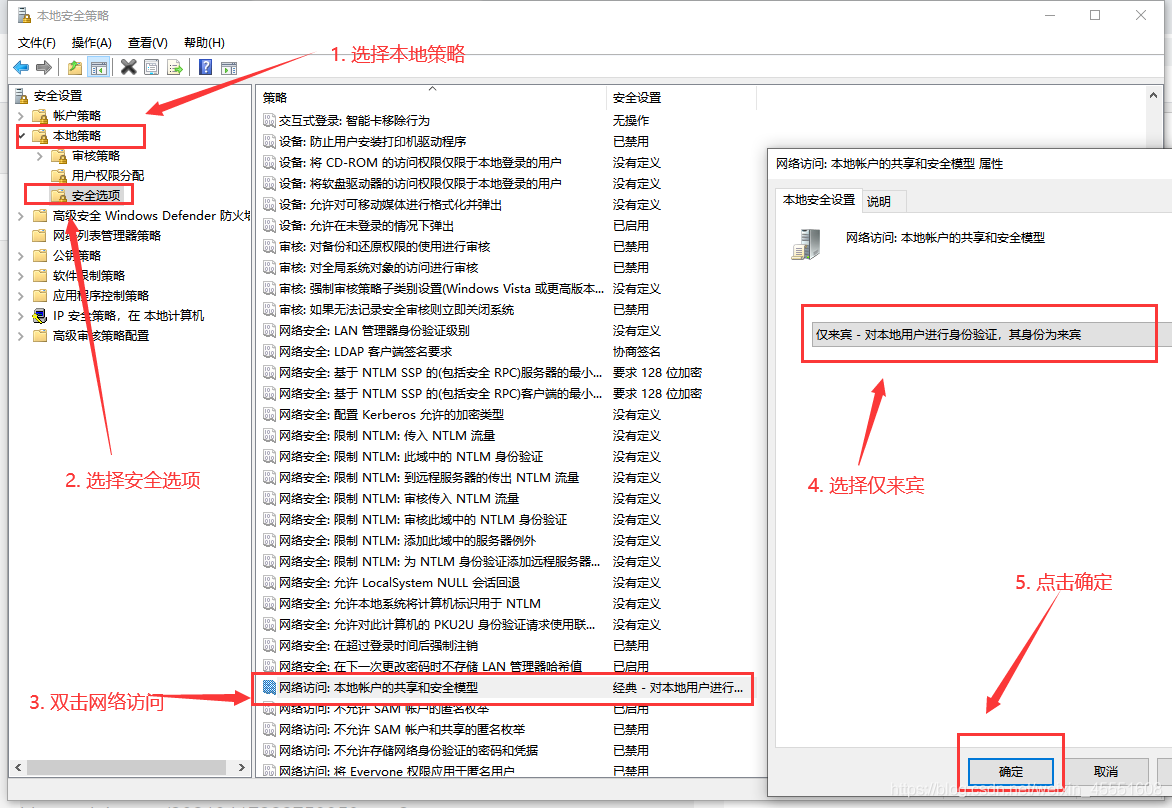 本地安全策略
文件(F) 操作(A) 查看(V) 帮助(H)
1. 选择本地策略
安全设置
帐户策略
本地策略
审核策略
用户权限分配
安全选项
高级安全 Windows Defender 防火墙
网络列表管理器策略
公钥策略
软件限制策略
应用程序控制策略
IP 安全策略，在 本地计算机
高级审核策略配置
2. 选择安全选项
3. 双击网络访问
策略 安全设置
交互式登录: 智能卡移除行为 无操作
设备: 防止用户安装打印机驱动程序 已禁用
设备: 将 CD-ROM 的访问权限仅限于本地登录的用户 没有定义
设备: 将软盘驱动器的访问权限仅限于本地登录的用户 没有定义
设备: 允许对可移动媒体进行格式化并弹出 没有定义
设备: 允许在未登录的情况下弹出 已启用
审核: 对备份和还原权限的使用进行审核 已禁用
审核: 对全局系统对象的访问进行审核 已禁用
审核: 强制审核策略子类别设置(Windows Vista 或更高版本... 没有定义
审核: 如果无法记录安全审核则立即关闭系统 已禁用
网络安全: LAN 管理器身份验证级别 没有定义
网络安全: LDAP 客户端签名要求 协商签名
网络安全: 基于 NTLM SSP 的(包括安全 RPC)服务器的最小... 要求 128 位加密
网络安全: 基于 NTLM SSP 的(包括安全 RPC)客户端的最小... 要求 128 位加密
网络安全: 配置 Kerberos 允许的加密类型 没有定义
网络安全: 限制 NTLM: 传入 NTLM 流量 没有定义
网络安全: 限制 NTLM: 此域中的 NTLM 身份验证 没有定义
网络安全: 限制 NTLM: 到远程服务器的传出 NTLM 流量 没有定义
网络安全: 限制 NTLM: 审核传入 NTLM 流量 没有定义
网络安全: 限制 NTLM: 审核此域中的 NTLM 身份验证 没有定义
网络安全: 限制 NTLM: 添加此域中的服务器例外 没有定义
网络安全: 限制 NTLM: 为 NTLM 身份验证添加远程服务器... 没有定义
网络安全: 允许 LocalSystem NULL 会话回退 没有定义
网络安全: 允许本地系统将计算机标识用于 NTLM 没有定义
网络安全: 允许对此计算机的 PKU2U 身份验证请求使用联... 没有定义
网络安全: 在超过登录时间后强制注销 已禁用
网络安全: 在下一次更改密码时不存储 LAN 管理器哈希值 已启用
网络访问: 本地帐户的共享和安全模型 经典 - 对本地用户进行...
网络访问: 不允许 SAM 帐户的匿名枚举 已启用
网络访问: 不允许 SAM 帐户和共享的匿名枚举 已禁用
网络访问: 不允许存储网络身份验证的密码和凭据 已禁用
网络访问: 将 Everyone 权限应用于匿名用户 已禁用
网络访问: 本地帐户的共享和安全模型 属性
本地安全设置 说明
网络访问: 本地帐户的共享和安全模型
仅来宾 - 对本地用户进行身份验证，其身份为来宾
4. 选择仅来宾
5. 点击确定
确定 取消